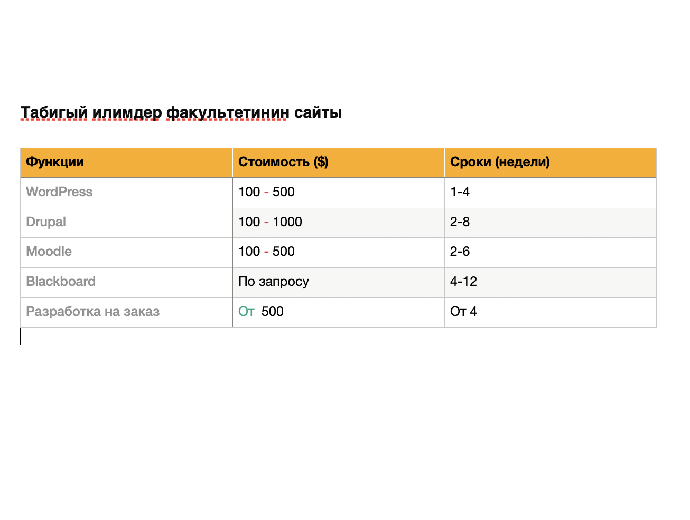 Табигый илимдер факультетинин сайты
Функции Стоимость ($) Сроки (недели)
WordPress 100 - 500 1-4
Drupal 100 - 1000 2-8
Moodle 100 - 500 2-6
Blackboard По запросу 4-12
Разработка на заказ От 500 От 4